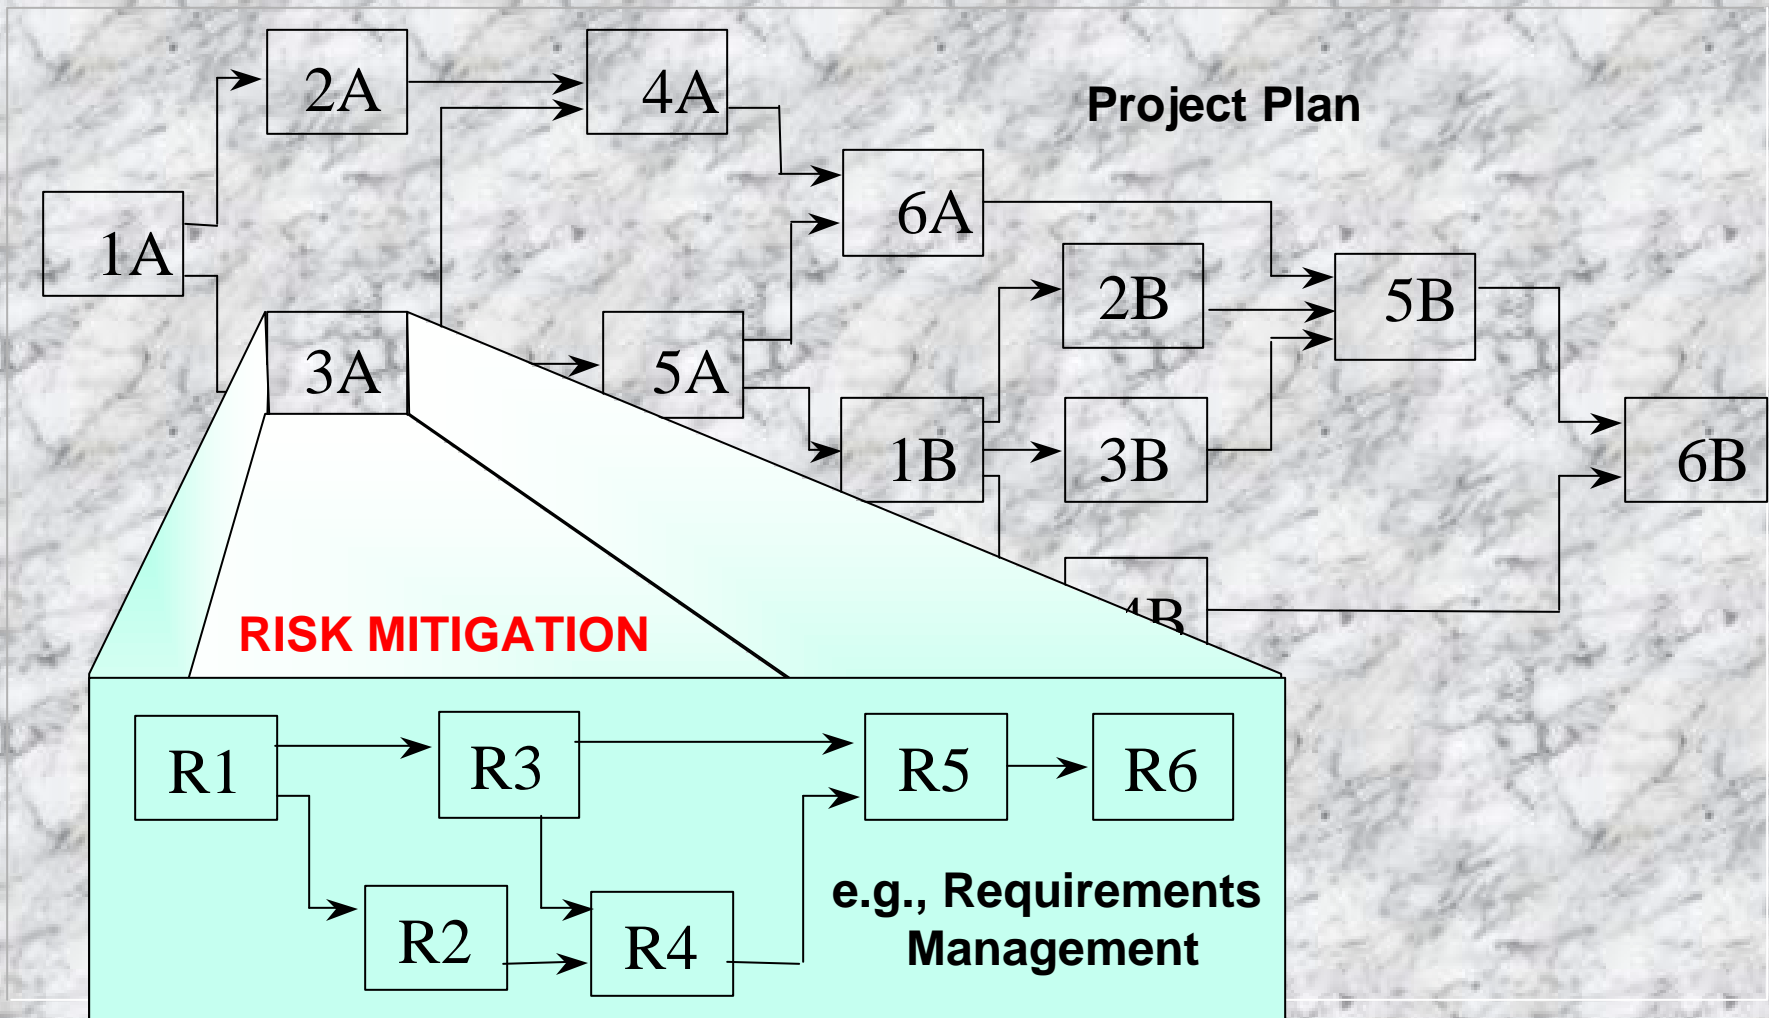 2A
4A
Project Plan
1A
6A
2B
5B
3A
5A
1B
3B
6B
4B
RISK MITIGATION
R1
R3
R5
R6
R2
R4
e.g., Requirements
Management